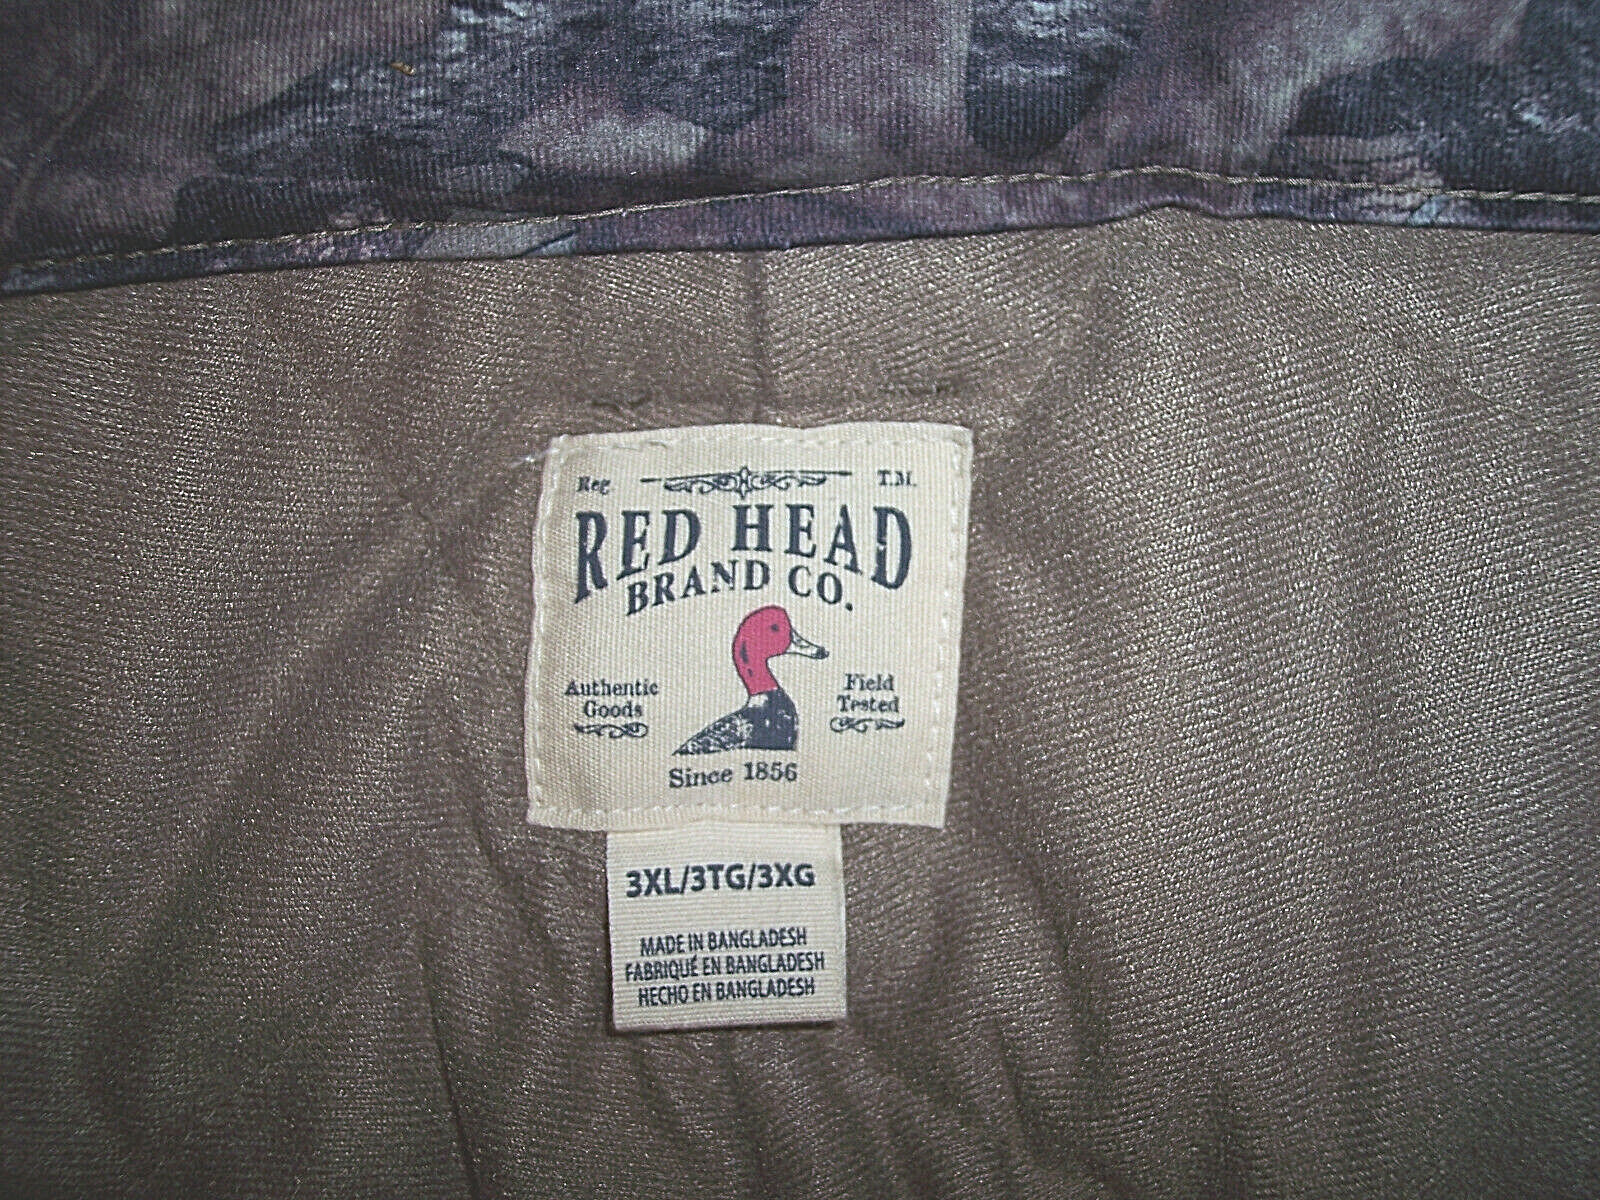 Reg. T.M.
RED HEAD
BRAND CO.
Authentic
Goods
Field
Tested
Since 1856
3XL/3TG/3XG
MADE IN BANGLADESH
FABRIQUÉ EN BANGLADESH
HECHO EN BANGLADESH